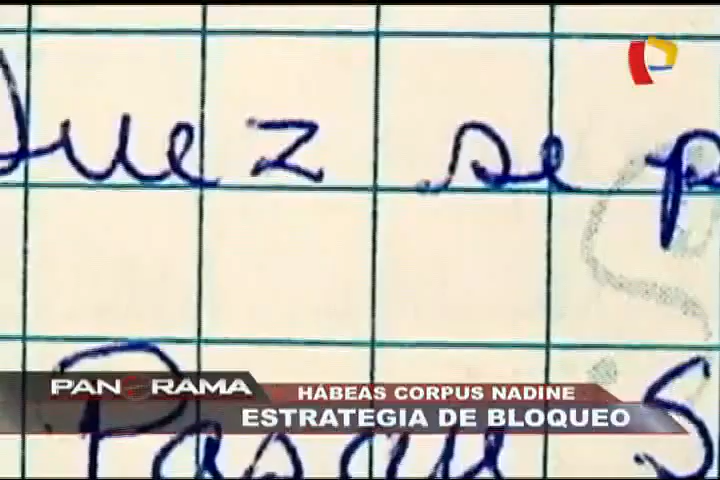 Juez se
PANORAMA
HÁBEAS CORPUS NADINE
ESTRATEGIA DE BLOQUEO